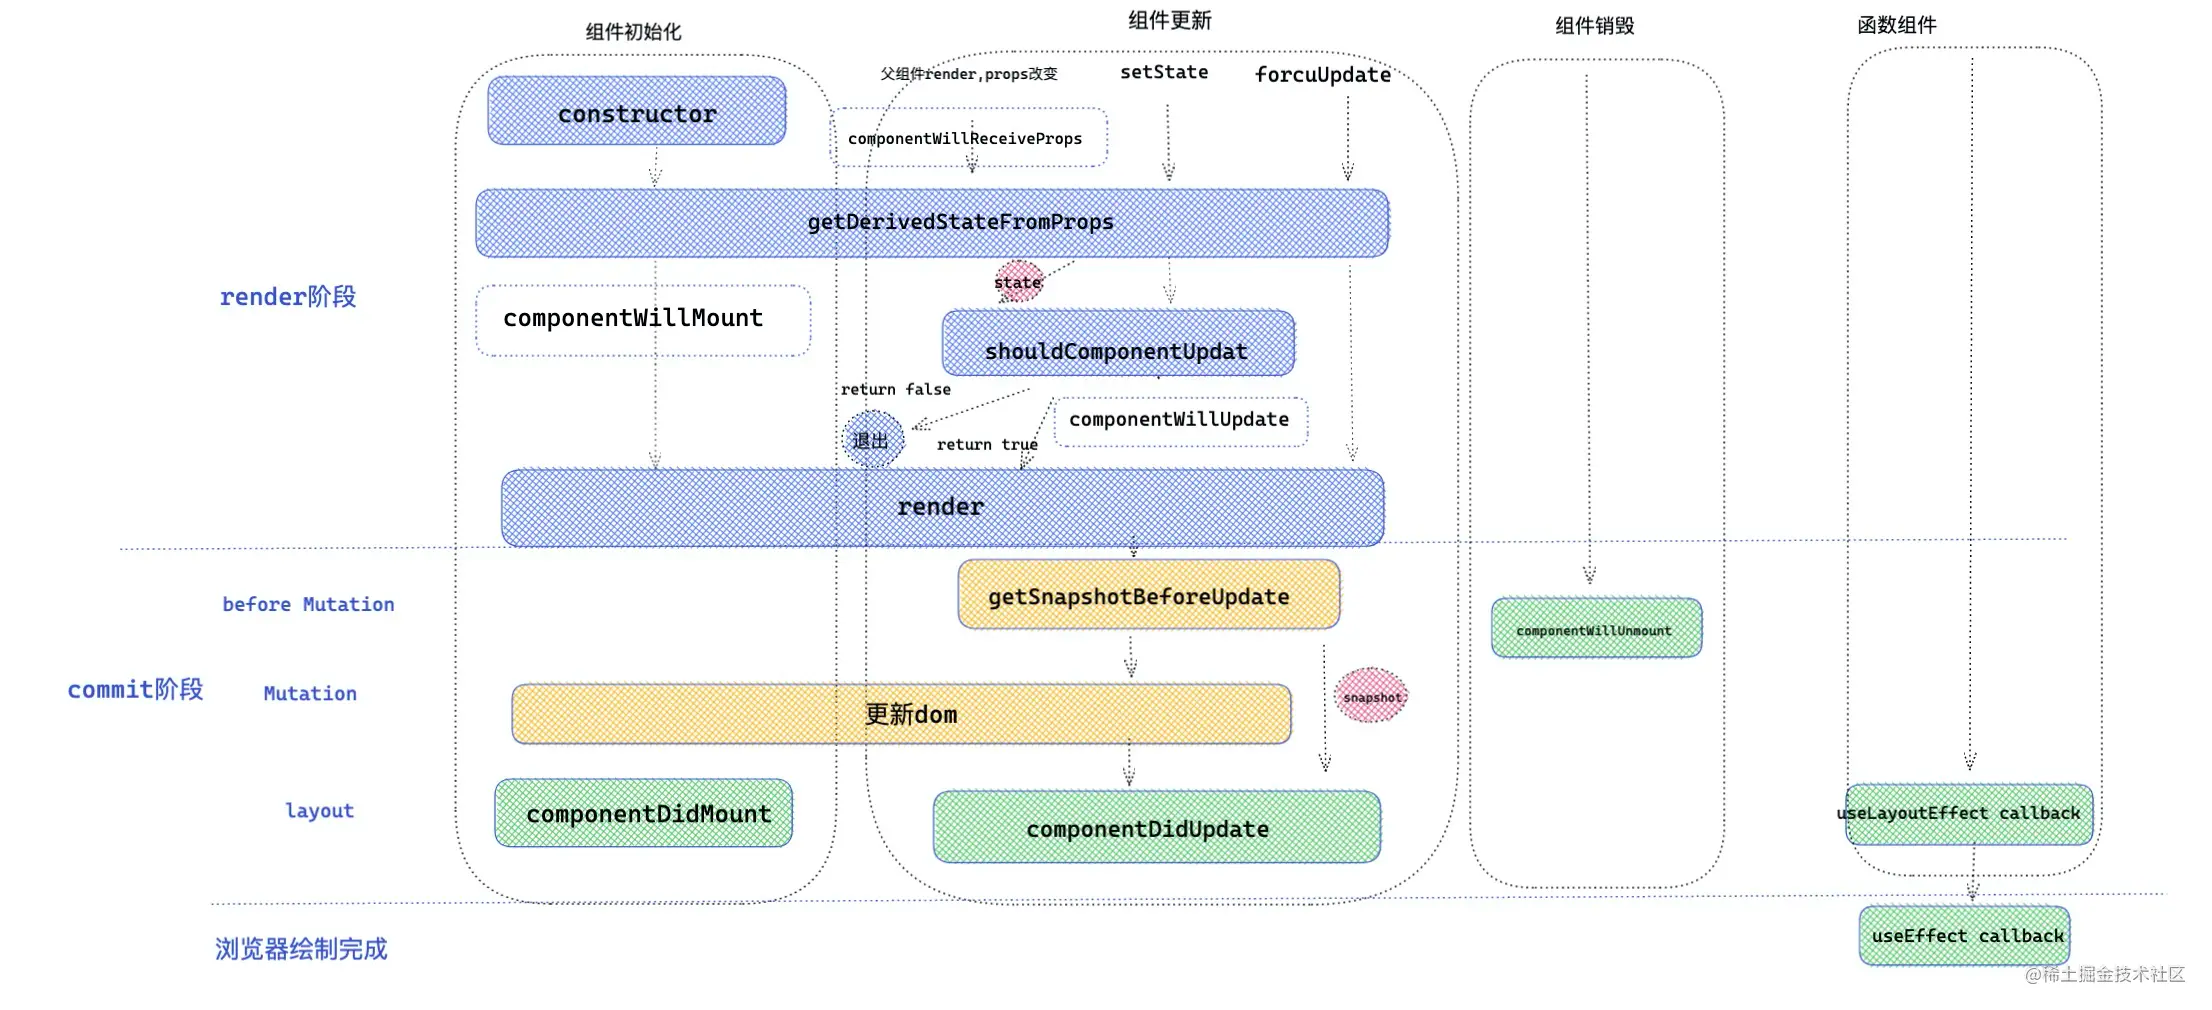 组件初始化
组件更新
组件销毁
函数组件
父组件render,props改变
setState
forcuUpdate
constructor
componentWillReceiveProps
getDerivedStateFromProps
state
render阶段
componentWillMount
shouldComponentUpdat
return false
componentWillUpdate
退出
return true
render
before Mutation
getSnapshotBeforeUpdate
componentWillUnmount
commit阶段
Mutation
snapshot
更新dom
layout
componentDidMount
componentDidUpdate
useLayoutEffect callback
浏览器绘制完成
useEffect callback
@稀土掘金技术社区